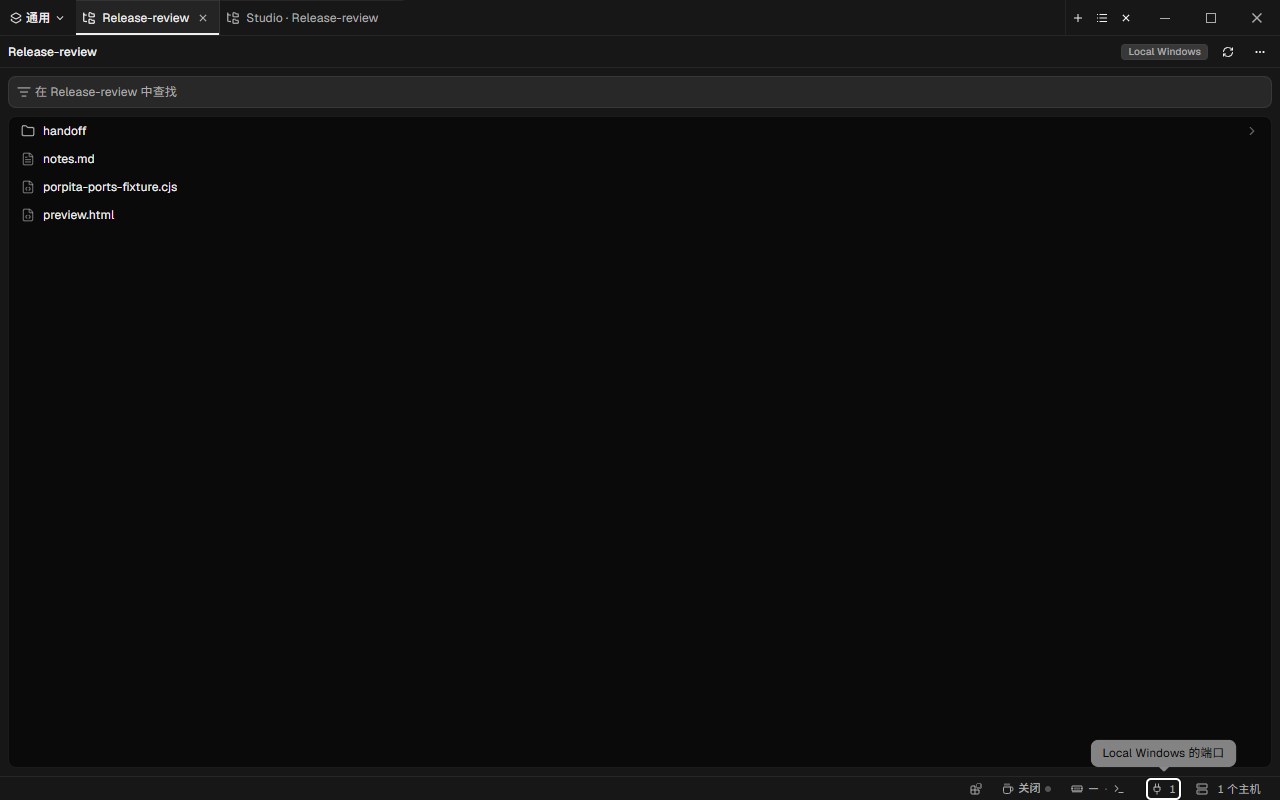 通用 Release-review Studio · Release-review
Release-review Local Windows
在 Release-review 中查找
handoff
notes.md
porpita-ports-fixture.cjs
preview.html
Local Windows 的端口
关闭 — · 1 1 个主机